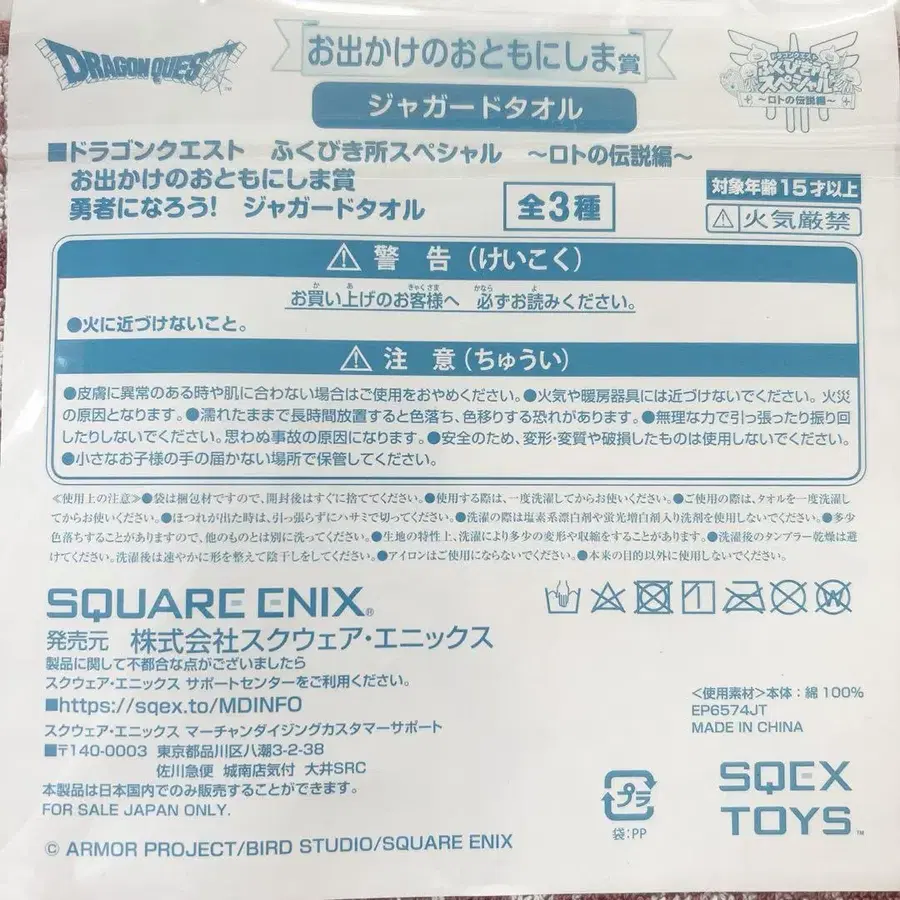 DRAGON QUEST™
お出かけのおともにしま賞
ドラゴンクエスト
ふくびき所
スペシャル
～ロトの伝説編～
ジャガードタオル
■ドラゴンクエスト ふくびき所スペシャル ～ロトの伝説編～
お出かけのおともにしま賞
勇者になろう! ジャガードタオル
全3種
対象年齢15才以上
⚠火気厳禁
⚠ 警 告 (けいこく)
お買い上げのお客様へ 必ずお読みください。
●火に近づけないこと。
⚠ 注 意 (ちゅうい)
●皮膚に異常のある時や肌に合わない場合はご使用をおやめください。●火気や暖房器具には近づけないでください。火災
の原因となります。●濡れたままで長時間放置すると色落ち、色移りする恐れがあります。●無理な力で引っ張ったり振り回
したりしないでください。思わぬ事故の原因になります。●安全のため、変形・変質や破損したものは使用しないでください。
●小さなお子様の手の届かない場所で保管してください。
≪使用上の注意≫●袋は梱包材ですので、開封後はすぐに捨ててください。●使用する際は、一度洗濯してからお使いください。●ご使用の際は、タオルを一度洗濯し
てからお使いください。●ほつれが出た時は、引っ張らずにハサミで切ってください。●洗濯の際は塩素系漂白剤や蛍光増白剤入り洗剤を使用しないでください。●多少
色落ちすることがありますので、他のものとは別に洗ってください。●生地の特性上、洗濯により多少の変形や収縮をすることがあります。●洗濯後のタンブラー乾燥は避
けてください。洗濯後は速やかに形を整えて陰干しをしてください。●アイロンはご使用にならないでください。●本来の目的以外に使用しないでください。
SQUARE ENIX®
発売元 株式会社スクウェア・エニックス
製品に関して不都合な点がございましたら
スクウェア・エニックス サポートセンターをご利用ください。
■https://sqex.to/MDINFO
スクウェア・エニックス マーチャンダイジングカスタマーサポート
■〒140-0003 東京都品川区八潮3-2-38
佐川急便 城南店気付 大井SRC
本製品は日本国内でのみ販売することができます。
FOR SALE JAPAN ONLY.
© ARMOR PROJECT/BIRD STUDIO/SQUARE ENIX
<使用素材>本体：綿 100%
EP6574JT
MADE IN CHINA
プラ
袋:PP
SQEX
TOYS™